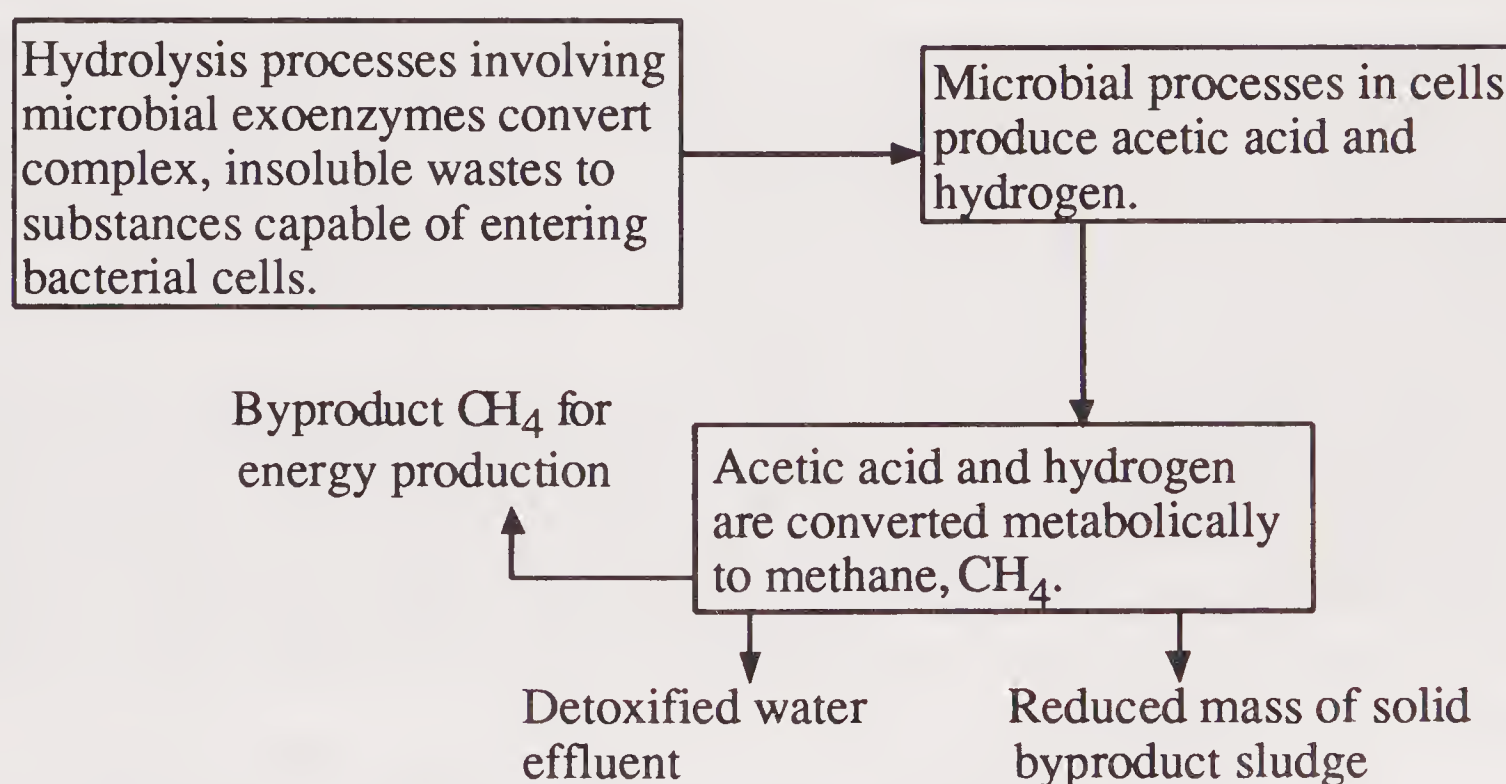 Hydrolysis processes involving
microbial exoenzymes convert
complex, insoluble wastes to
substances capable of entering
bacterial cells.
Microbial processes in cells
produce acetic acid and
hydrogen.
Byproduct CH₄ for
energy production
Acetic acid and hydrogen
are converted metabolically
to methane, CH₄.
Detoxified water
effluent
Reduced mass of solid
byproduct sludge